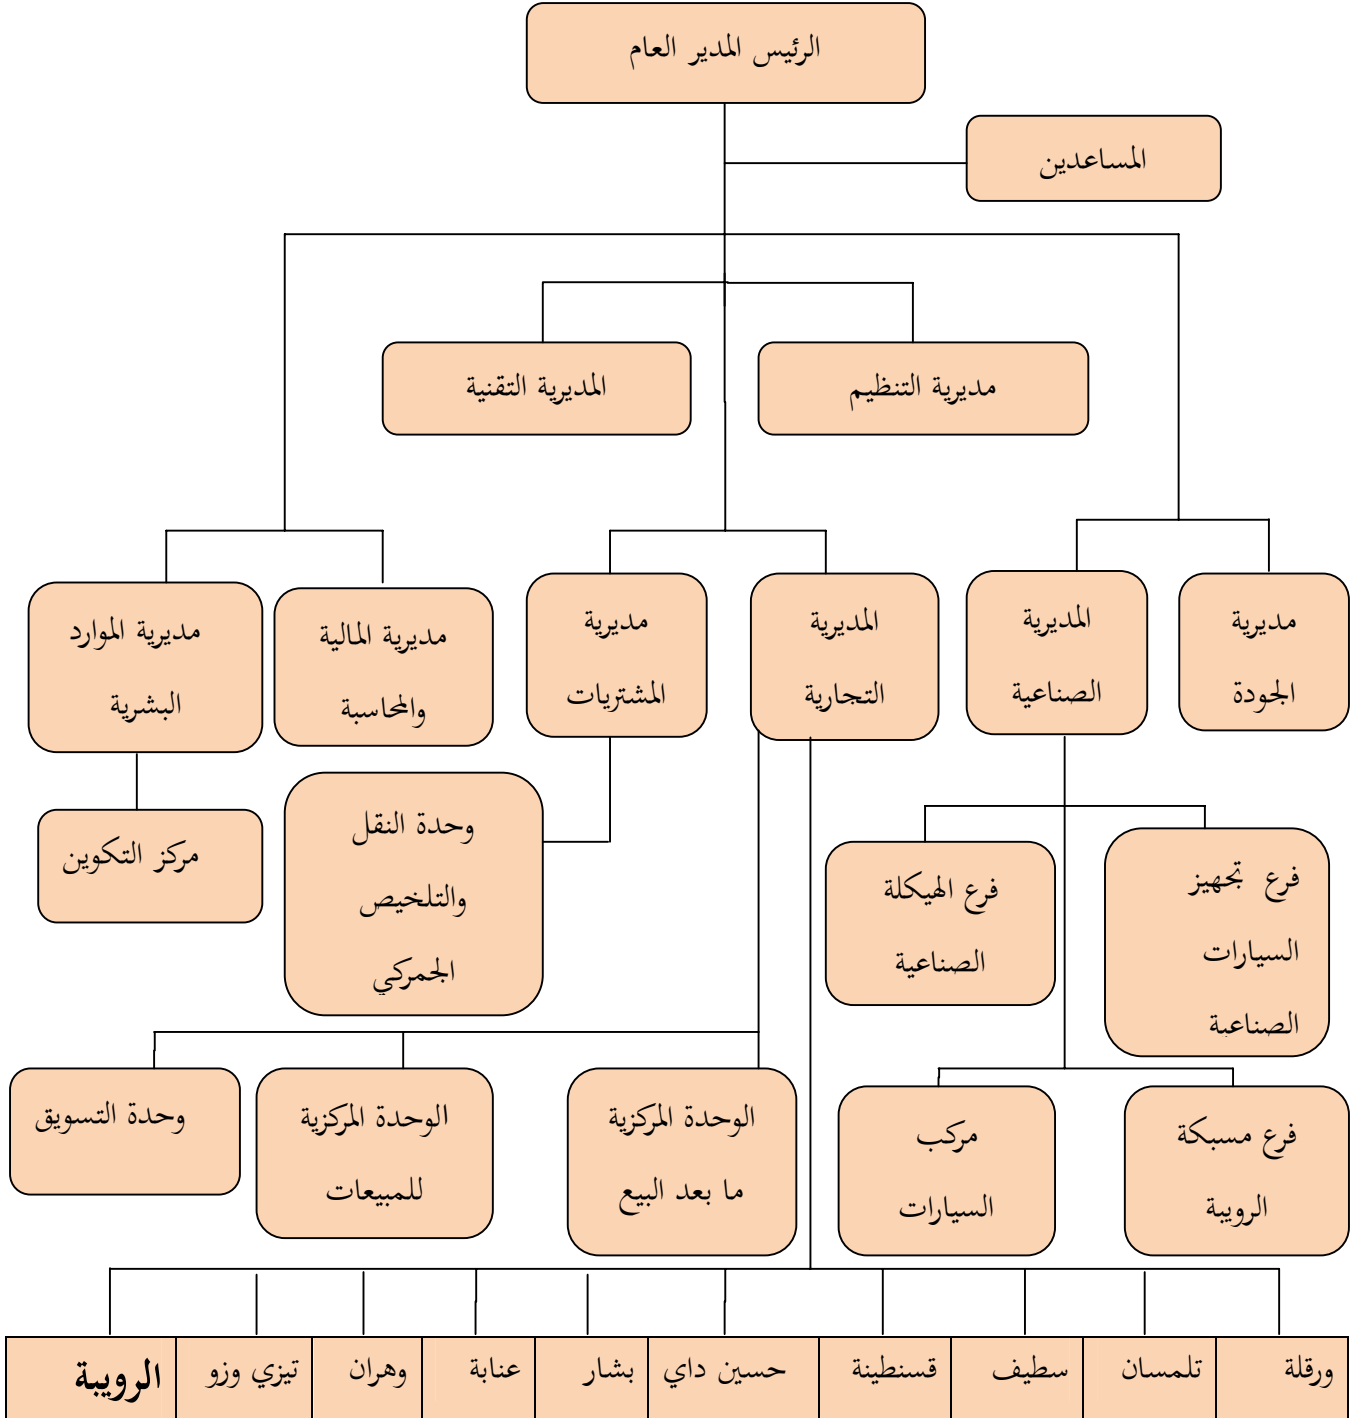 الرئيس المدير العام
المساعدين
مديرية التنظيم
المديرية التقنية
مديرية
الجودة
المديرية
الصناعية
المديرية
التجارية
مديرية
المشتريات
مديرية المالية
والمحاسبة
مديرية الموارد
البشرية
فرع تجهيز
السيارات
الصناعية
فرع الهيكلة
الصناعية
وحدة النقل
والتلخيص
الجمركي
مركز التكوين
فرع مسبكة
الرويبة
مركب
السيارات
الوحدة المركزية
ما بعد البيع
الوحدة المركزية
للمبيعات
وحدة التسويق
ورقلة
تلمسان
سطيف
قسنطينة
حسين داي
بشار
عنابة
وهران
تيزي وزو
الرويبة